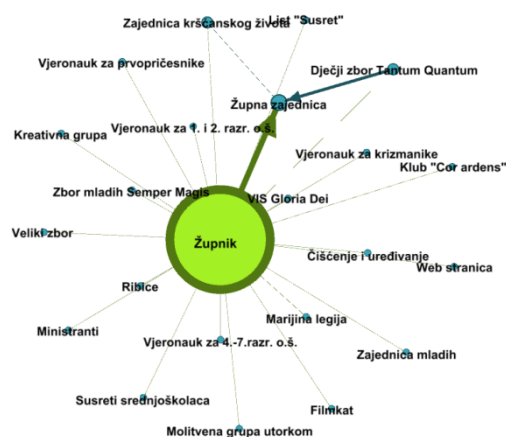 List "Susret"
Zajednica kršćanskog života
Vjeronauk za prvopričesnike
Dječji zbor Tantum Quantum
Župna zajednica
Kreativna grupa
Vjeronauk za 1. i 2. razr. o.š.
Vjeronauk za krizmanike
Klub "Cor ardens"
Zbor mladih Semper Magis
VIS Gloria Dei
Veliki zbor
Župnik
Čišćenje i uređivanje
Web stranica
Ribice
Ministranti
Marijina legija
Vjeronauk za 4.-7.razr. o.š.
Zajednica mladih
Susreti srednjoškolaca
Filmkat
Molitvena grupa utorkom